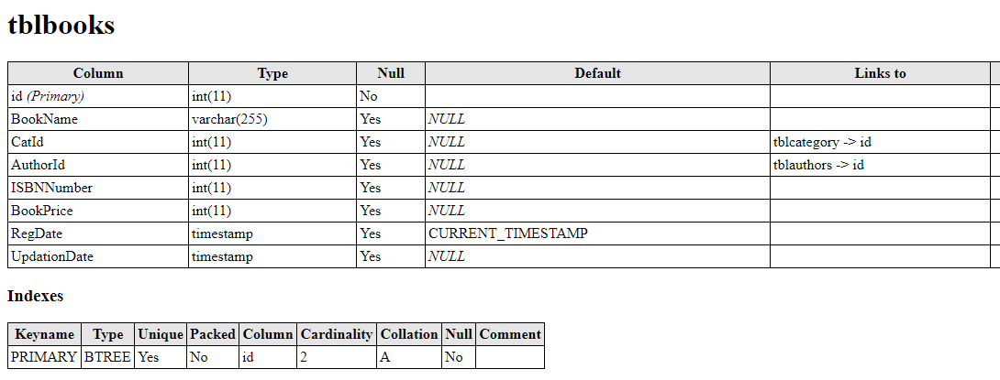 tblbooks
Column Type Null Default Links to
id (Primary) int(11) No
BookName varchar(255) Yes NULL
CatId int(11) Yes NULL tblcategory -> id
AuthorId int(11) Yes NULL tblauthors -> id
ISBNNumber int(11) Yes NULL
BookPrice int(11) Yes NULL
RegDate timestamp Yes CURRENT_TIMESTAMP
UpdationDate timestamp Yes NULL
Indexes
Keyname Type Unique Packed Column Cardinality Collation Null Comment
PRIMARY BTREE Yes No id 2 A No